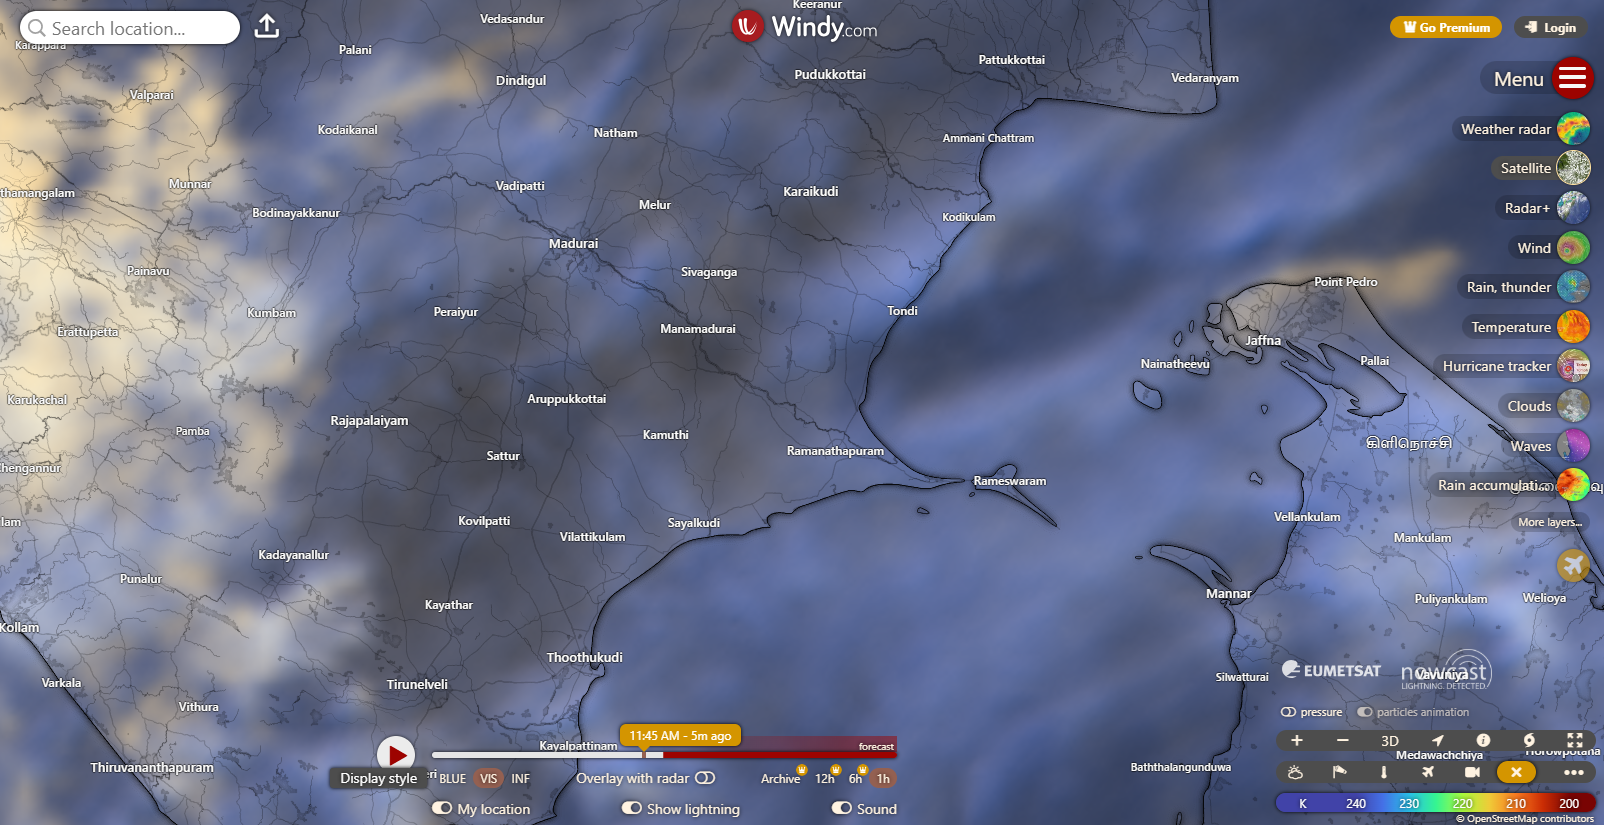 Search location...
Windy.com
Go Premium
Login
Menu
Weather radar
Satellite
Radar+
Wind
Rain, thunder
Temperature
Hurricane tracker
Clouds
Waves
Rain accumulati...
More layers...
Keeranur
Vedasandur
Karappara
Palani
Pattukkottai
Dindigul
Pudukkottai
Vedaranyam
Valparai
Kodaikanal
Natham
Ammani Chattram
Munnar
thamangalam
Vadipatti
Karaikudi
Melur
Bodinayakkanur
Kodikulam
Madurai
Painavu
Sivaganga
Point Pedro
Kumbam
Peraiyur
Tondi
Erattupetta
Manamadurai
Jaffna
Nainatheevu
Pallai
Karukachal
Aruppukkottai
Rajapalaiyam
Pamba
Kamuthi
கிளிநொச்சி
Ramanathapuram
Sattur
Chengannur
Rameswaram
Vellankulam
lam
Kovilpatti
Sayalkudi
Vilattikulam
Mankulam
Kadayanallur
Punalur
Mannar
Puliyankulam
Welioya
Kayathar
Kollam
Thoothukudi
Silwatturai
Varkala
Tirunelveli
Vavuniya
EUMETSAT
nowcast
LIGHTNING. DETECTED.
Vithura
pressure
particles animation
11:45 AM - 5m ago
Kayalpattinam
forecast
3D
Medawachchiya
Horowpotana
Thiruvananthapuram
Baththalangunduwa
Display style
eri
BLUE
VIS
INF
Overlay with radar
Archive
12h
6h
1h
My location
Show lightning
Sound
K 240 230 220 210 200
© OpenStreetMap contributors